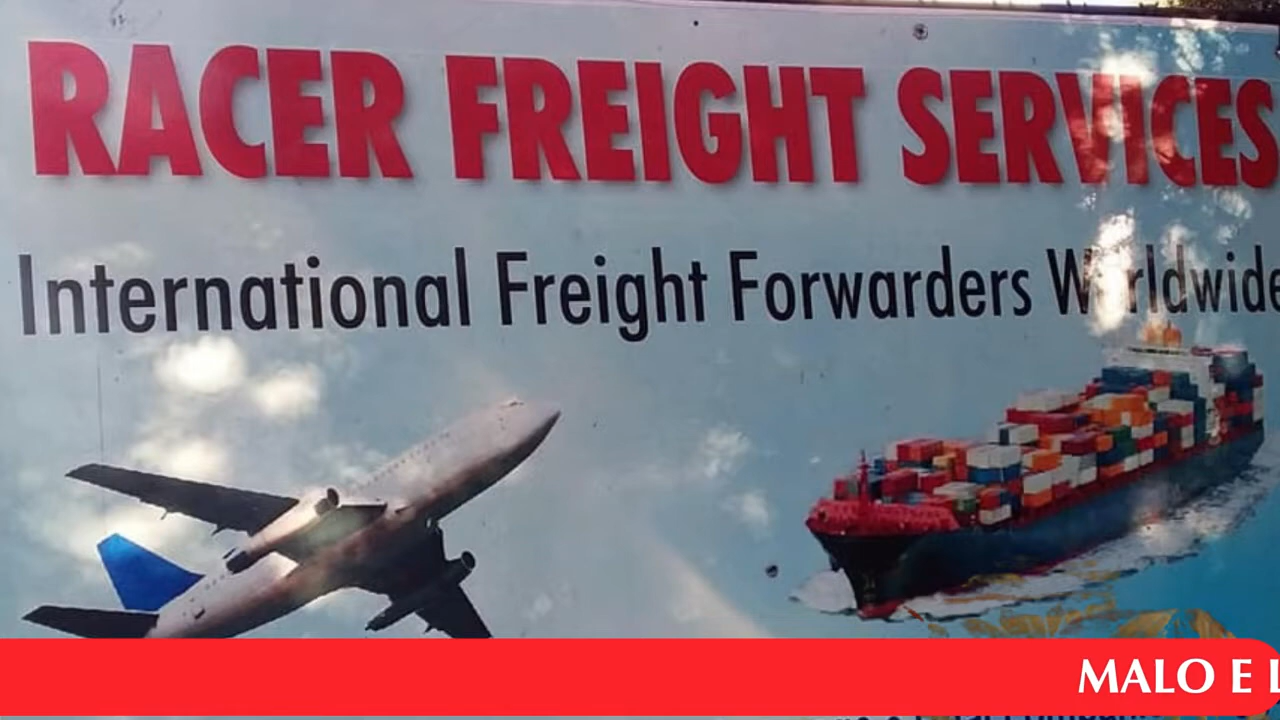 RACER FREIGHT SERVICES
International Freight Forwarders Worldwide
MALO E L